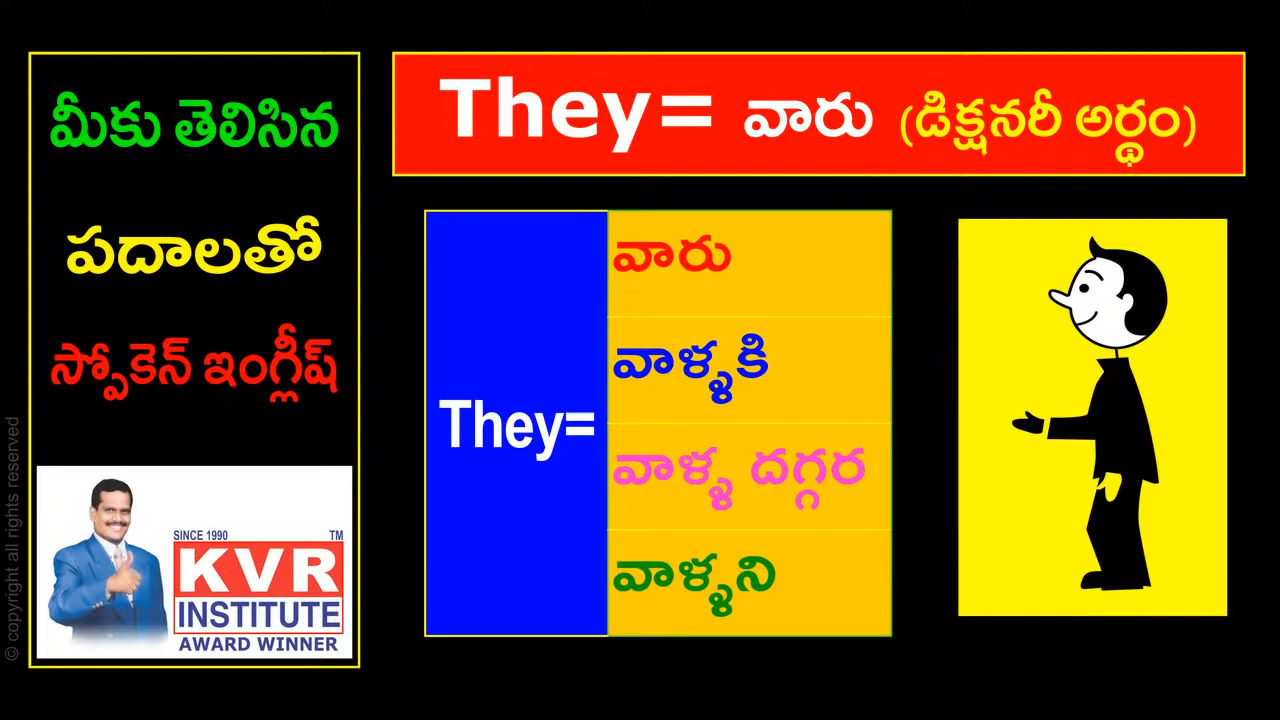 మీకు తెలిసిన
పదాలతో
స్పోకెన్ ఇంగ్లీష్
SINCE 1990 TM
KVR
INSTITUTE
AWARD WINNER
© copyright all rights reserved
They= వారు (డిక్షనరీ అర్థం)
They=
వారు
వాళ్ళకి
వాళ్ళ దగ్గర
వాళ్ళని